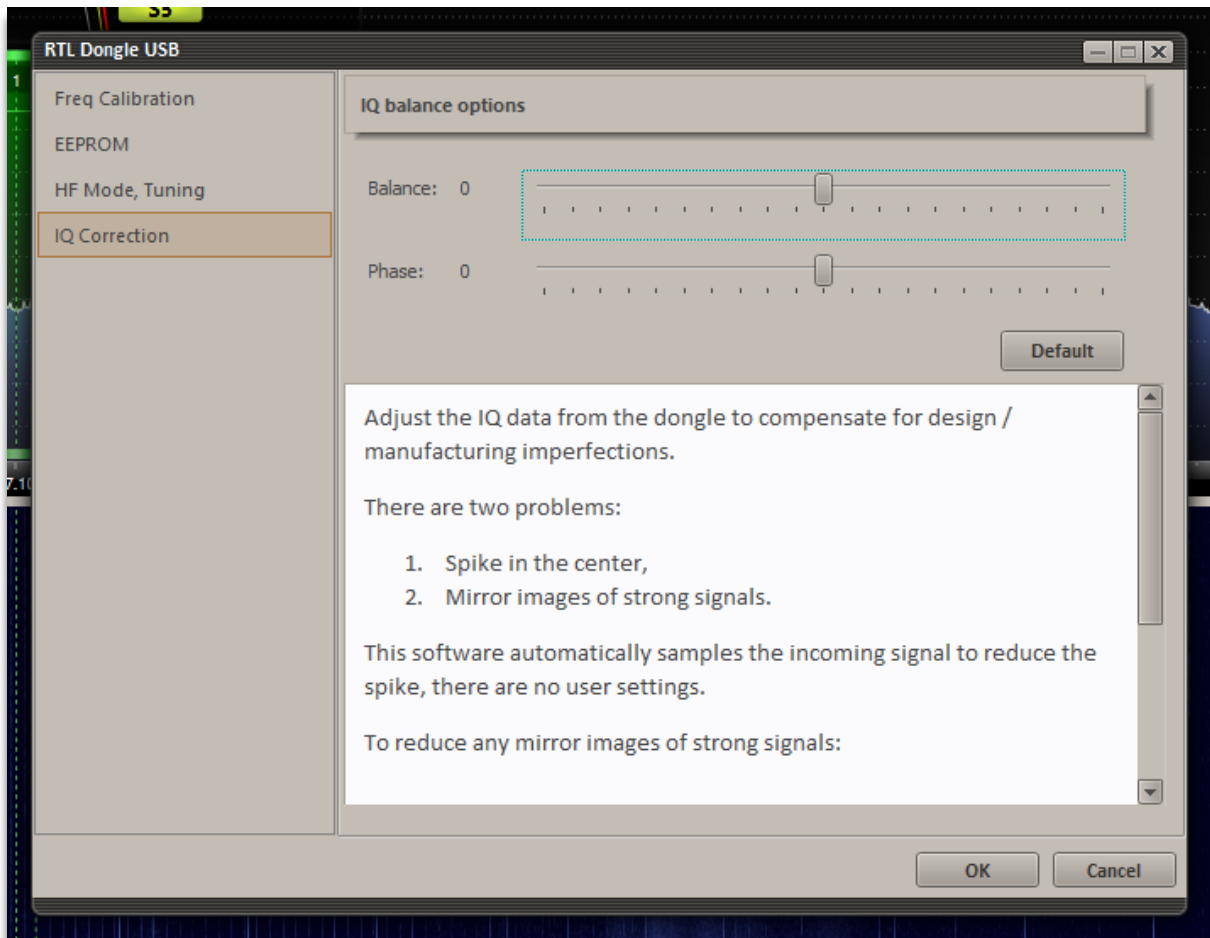 S5
RTL Dongle USB
1
Freq Calibration
EEPROM
HF Mode, Tuning
IQ Correction
IQ balance options
Balance: 0
Phase: 0
Default
Adjust the IQ data from the dongle to compensate for design /
manufacturing imperfections.
There are two problems:
1. Spike in the center,
2. Mirror images of strong signals.
This software automatically samples the incoming signal to reduce the
spike, there are no user settings.
To reduce any mirror images of strong signals:
7.10
OK Cancel